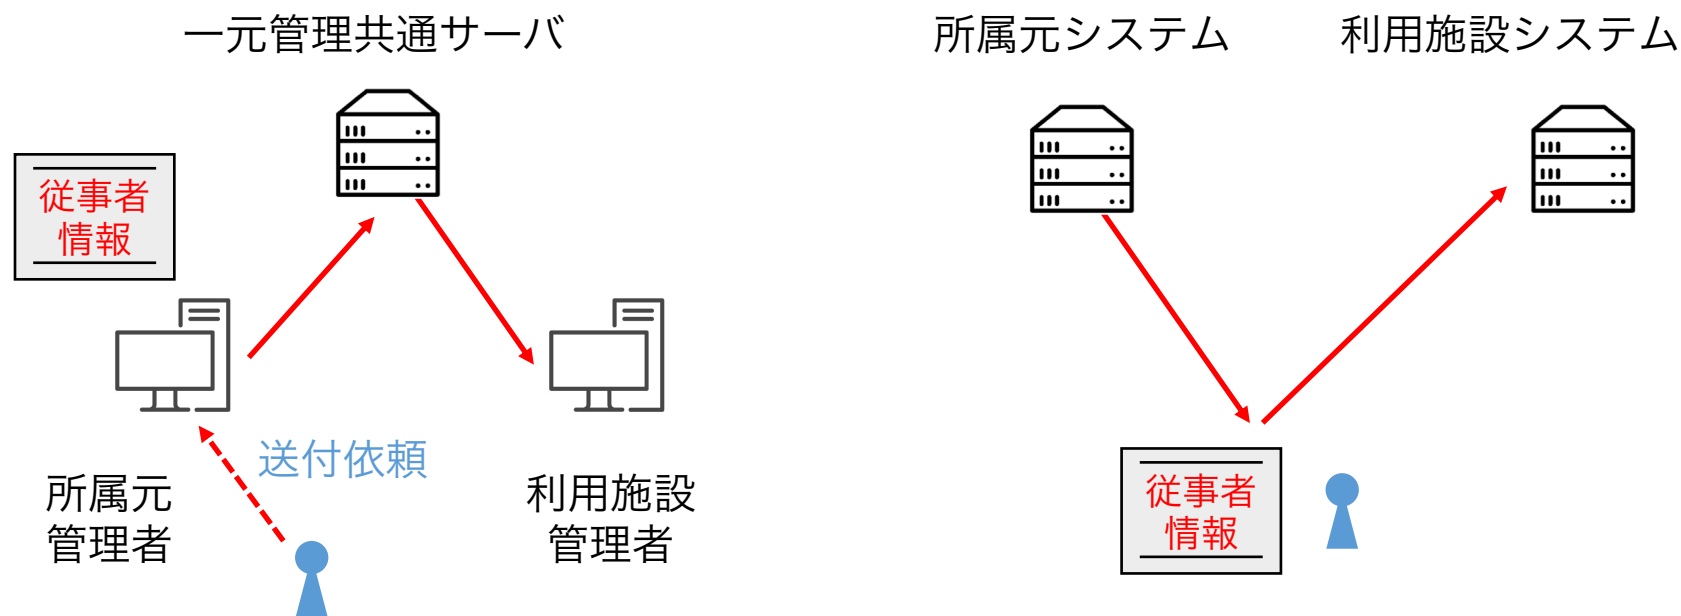 一元管理共通サーバ
従事者
情報
送付依頼
所属元
管理者
利用施設
管理者
所属元システム
利用施設システム
従事者
情報